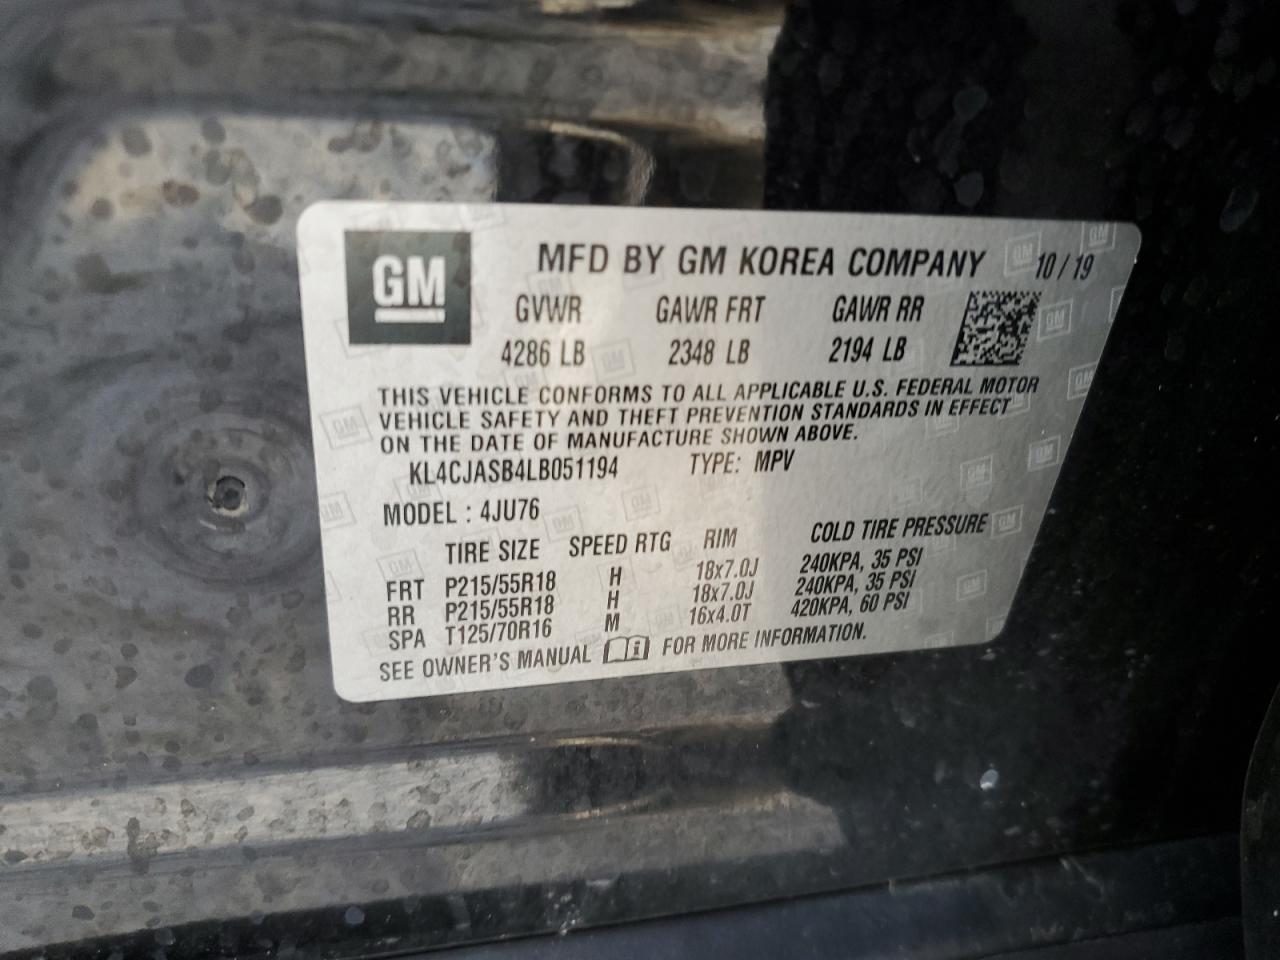 GM
MFD BY GM KOREA COMPANY 10 / 19
GVWR GAWR FRT GAWR RR
4286 LB 2348 LB 2194 LB
THIS VEHICLE CONFORMS TO ALL APPLICABLE U.S. FEDERAL MOTOR
VEHICLE SAFETY AND THEFT PREVENTION STANDARDS IN EFFECT
ON THE DATE OF MANUFACTURE SHOWN ABOVE.
KL4CJASB4LB051194 TYPE: MPV
MODEL : 4JU76
TIRE SIZE SPEED RTG RIM COLD TIRE PRESSURE
FRT P215/55R18 H 18x7.0J 240KPA, 35 PSI
RR P215/55R18 H 18x7.0J 240KPA, 35 PSI
SPA T125/70R16 M 16x4.0T 420KPA, 60 PSI
SEE OWNER'S MANUAL i FOR MORE INFORMATION.